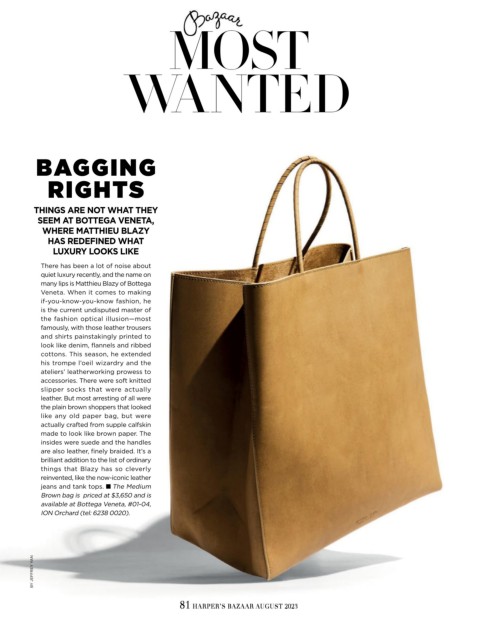 Bazaar
MOST
WANTED
BAGGING
RIGHTS
THINGS ARE NOT WHAT THEY
SEEM AT BOTTEGA VENETA,
WHERE MATTHIEU BLAZY
HAS REDEFINED WHAT
LUXURY LOOKS LIKE
There has been a lot of noise about
quiet luxury recently, and the name on
many lips is Matthieu Blazy of Bottega
Veneta. When it comes to making
if-you-know-you-know fashion, he
is the current undisputed master of
the fashion optical illusion—most
famously, with those leather trousers
and shirts painstakingly printed to
look like denim, flannels and ribbed
cottons. This season, he extended
his trompe l'oeil wizardry and the
ateliers' leatherworking prowess to
accessories. There were soft knitted
slipper socks that were actually
leather. But most arresting of all were
the plain brown shoppers that looked
like any old paper bag, but were
actually crafted from supple calfskin
made to look like brown paper. The
insides were suede and the handles
are also leather, finely braided. It's a
brilliant addition to the list of ordinary
things that Blazy has so cleverly
reinvented, like the now-iconic leather
jeans and tank tops. ■ The Medium
Brown bag is priced at $3,650 and is
available at Bottega Veneta, #01-04,
ION Orchard (tel: 6238 0020).
81 HARPER'S BAZAAR AUGUST 2023